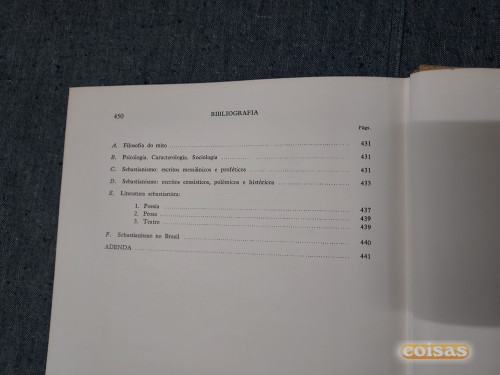 450 BIBLIOGRAFIA
Págs.
A. Filosofia do mito 431
B. Psicologia. Caracterologia. Sociologia 431
C. Sebastianismo: escritos messiânicos e proféticos 431
D. Sebastianismo: escritos ensaísticos, polémicos e históricos 433
E. Literatura sebastianista:
1. Poesia 437
2. Prosa 439
3. Teatro 439
F. Sebastianismo no Brasil 440
ADENDA 441
coisas